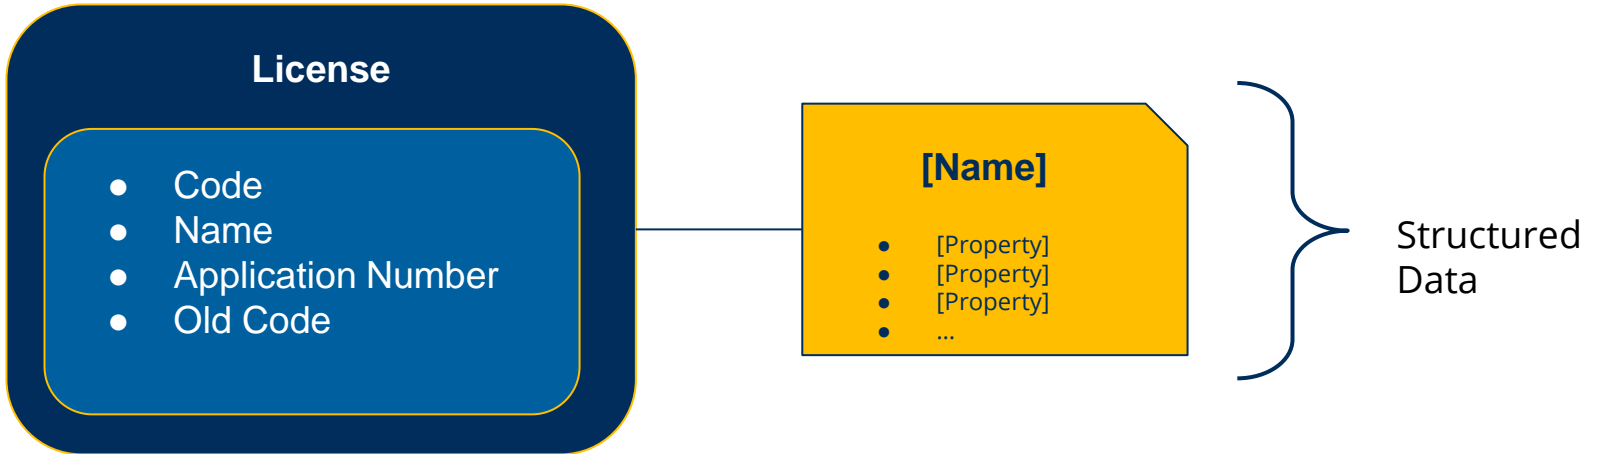 License
● Code
● Name
● Application Number
● Old Code
[Name]
● [Property]
● [Property]
● [Property]
● ...
Structured
Data